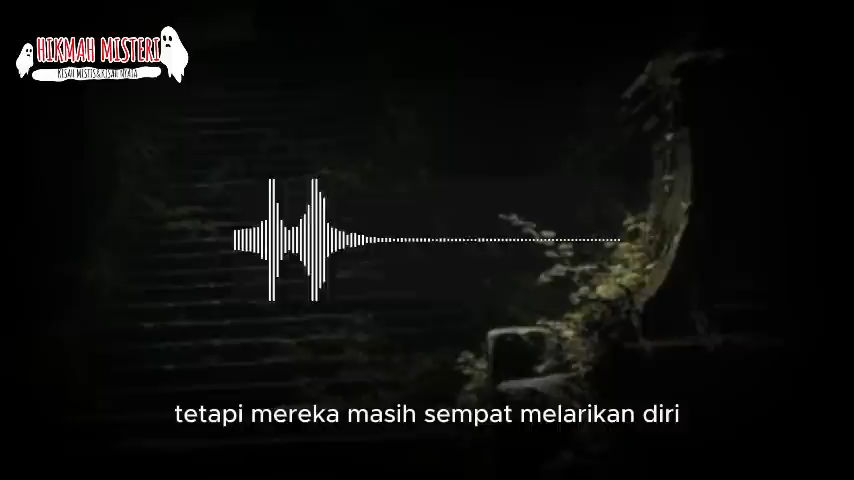 HIKMAH MISTERI
tetapi mereka masih sempat melarikan diri